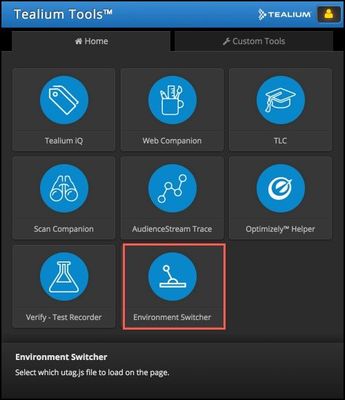 Tealium Tools™
TEALIUM
Home
Custom Tools
Tealium iQ
Web Companion
TLC
Scan Companion
AudienceStream Trace
Optimizely™ Helper
Verify - Test Recorder
Environment Switcher
Environment Switcher
Select which utag.js file to load on the page.